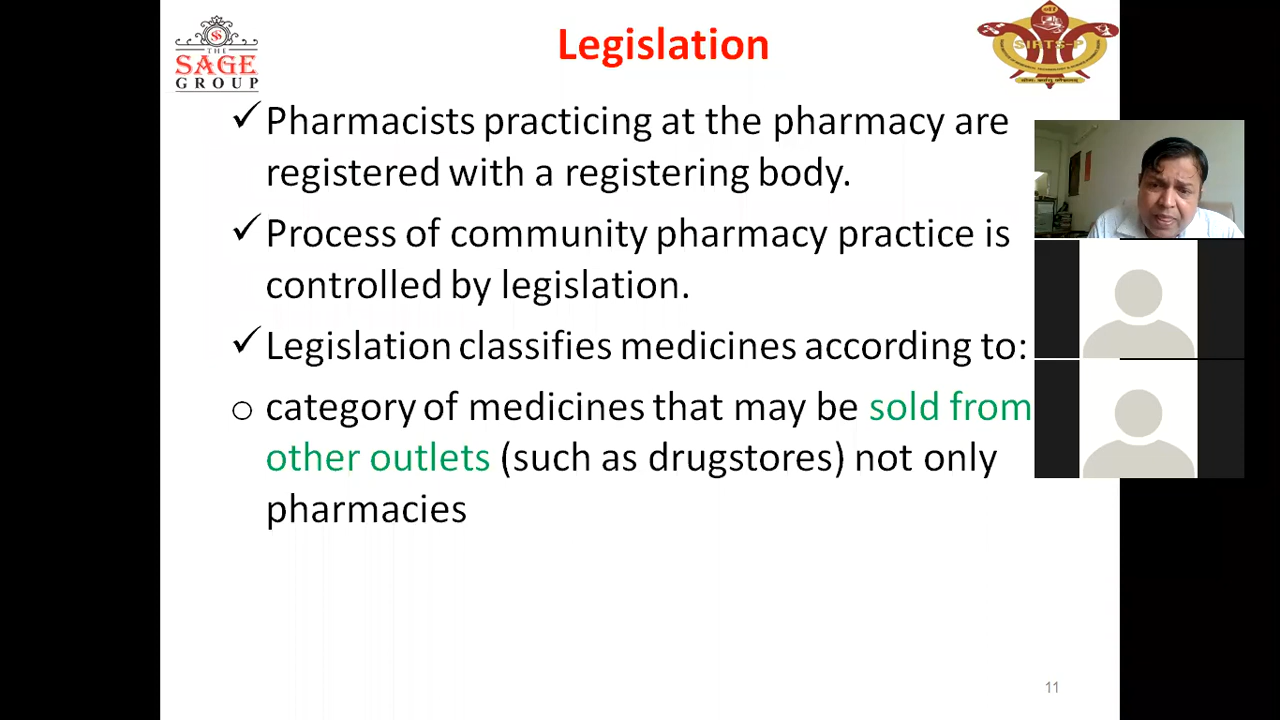 THE
SAGE
GROUP
Legislation
SIRTS-P
✓ Pharmacists practicing at the pharmacy are
registered with a registering body.
✓ Process of community pharmacy practice is
controlled by legislation.
✓ Legislation classifies medicines according to:
o category of medicines that may be sold from
other outlets (such as drugstores) not only
pharmacies
11